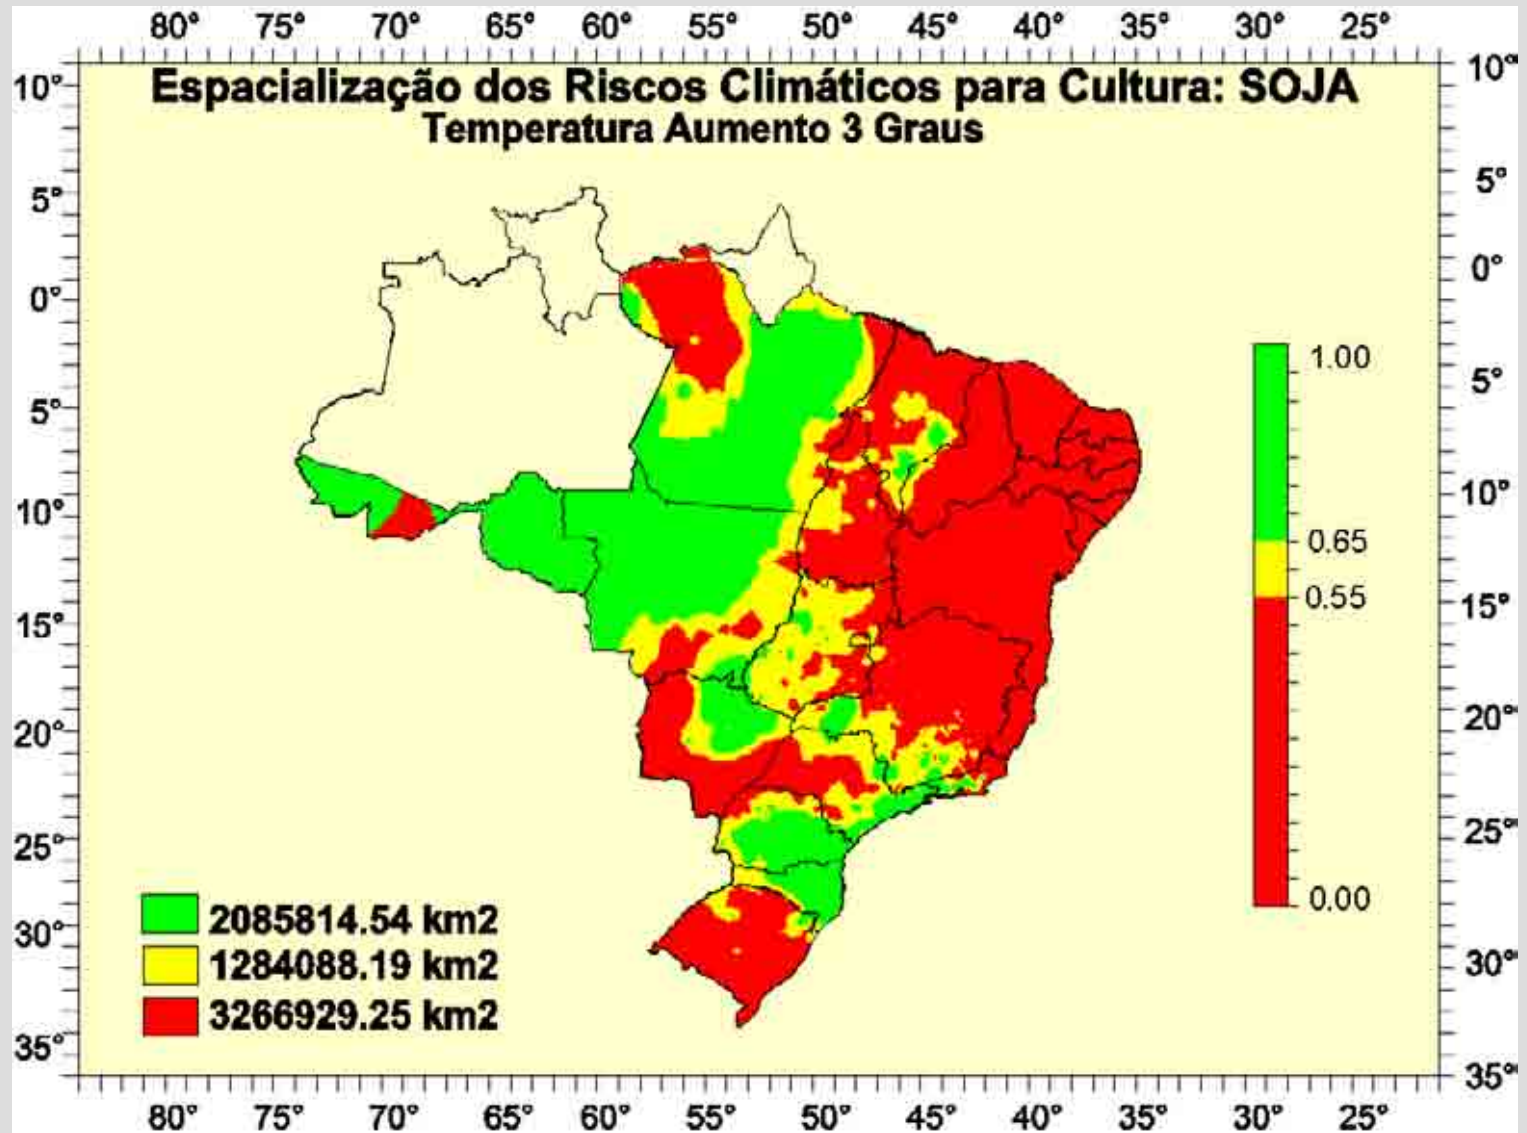 80° 75° 70° 65° 60° 55° 50° 45° 40° 35° 30° 25°
Espacialização dos Riscos Climáticos para Cultura: SOJA
Temperatura Aumento 3 Graus
10° 10°
5° 5°
0° 0°
5° 5°
10° 10°
15° 15°
20° 20°
25° 25°
30° 30°
35° 35°
1.00
0.65
0.55
0.00
2085814.54 km2
1284088.19 km2
3266929.25 km2
80° 75° 70° 65° 60° 55° 50° 45° 40° 35° 30° 25°